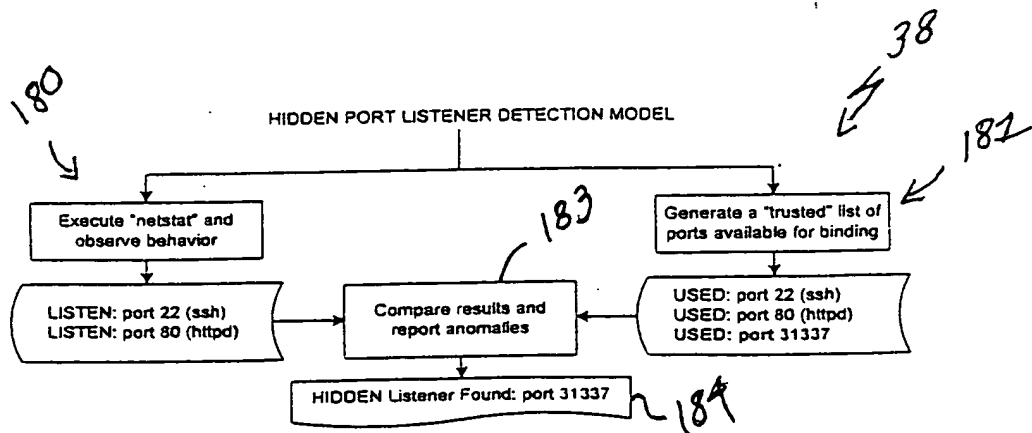 38
180
HIDDEN PORT LISTENER DETECTION MODEL
181
Execute "netstat" and
observe behavior
183
Generate a "trusted" list of
ports available for binding
LISTEN: port 22 (ssh)
LISTEN: port 80 (httpd)
Compare results and
report anomalies
USED: port 22 (ssh)
USED: port 80 (httpd)
USED: port 31337
HIDDEN Listener Found: port 31337
184